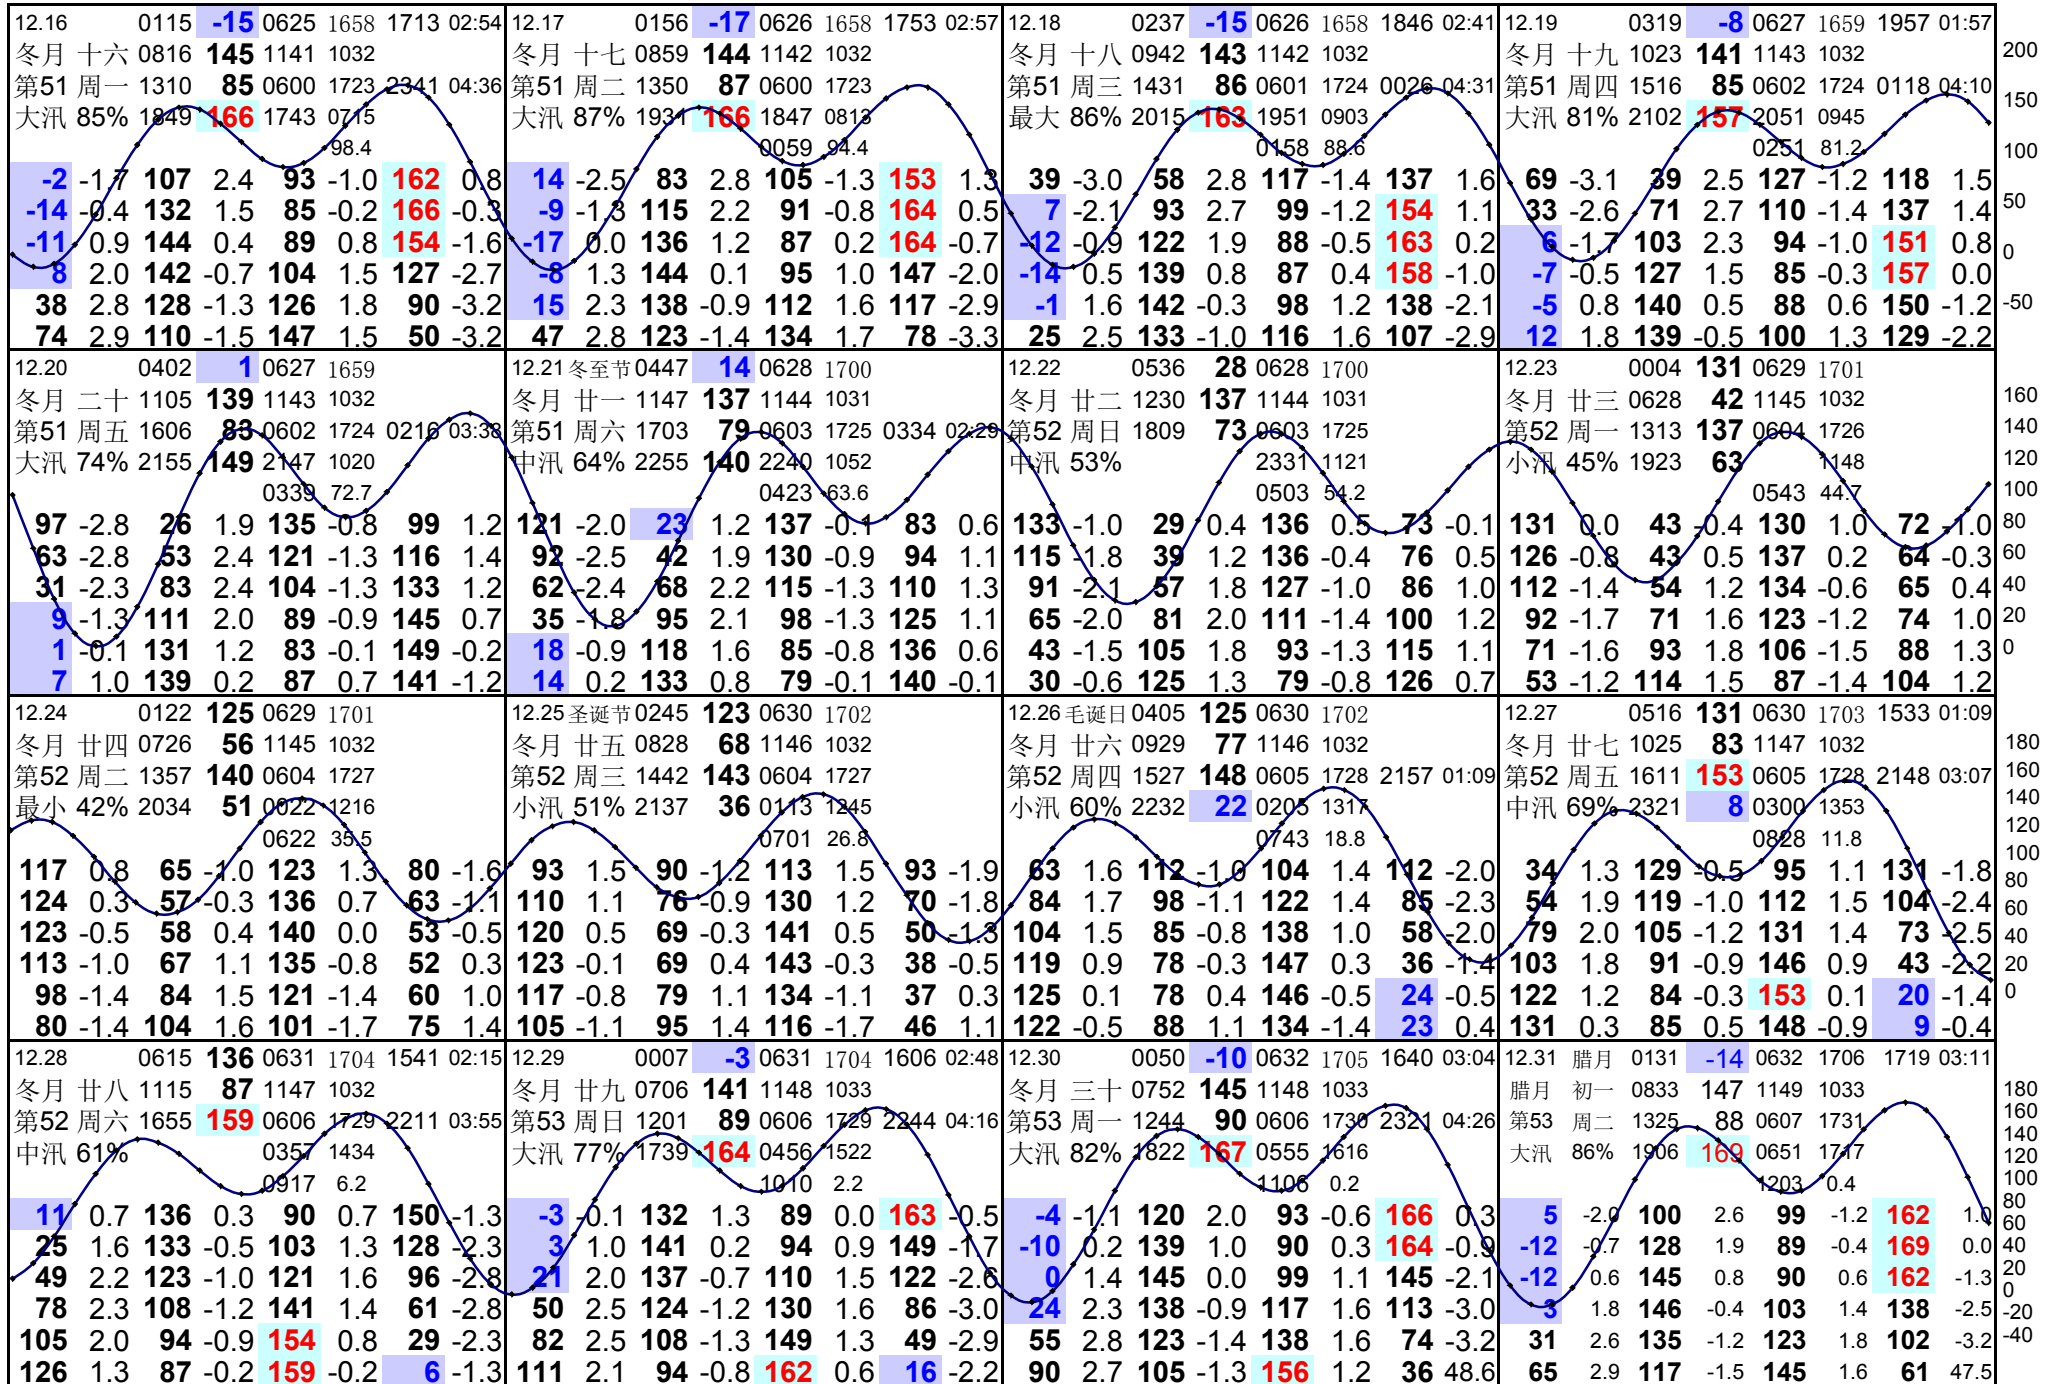 12.16 0115 -15 0625 1658 1713 02:54
冬月 十六 0816 145 1141 1032
第51 周一 1310 85 0600 1723 2341 04:36
大汛 85% 1849 166 1743 0715
98.4
-2 -1.7 107 2.4 93 -1.0 162 0.8
-14 -0.4 132 1.5 85 -0.2 166 -0.3
-11 0.9 144 0.4 89 0.8 154 -1.6
8 2.0 142 -0.7 104 1.5 127 -2.7
38 2.8 128 -1.3 126 1.8 90 -3.2
74 2.9 110 -1.5 147 1.5 50 -3.2
12.17 0156 -17 0626 1658 1753 02:57
冬月 十七 0859 144 1142 1032
第51 周二 1350 87 0600 1723
大汛 87% 1931 166 1847 0813
0059 94.4
14 -2.5 83 2.8 105 -1.3 153 1.3
-9 -1.3 115 2.2 91 -0.8 164 0.5
-17 0.0 136 1.2 87 0.2 164 -0.7
-8 1.3 144 0.1 95 1.0 147 -2.0
15 2.3 138 -0.9 112 1.6 117 -2.9
47 2.8 123 -1.4 134 1.7 78 -3.3
12.18 0237 -15 0626 1658 1846 02:41
冬月 十八 0942 143 1142 1032
第51 周三 1431 86 0601 1724 0026 04:31
最大 86% 2015 163 1951 0903
0158 88.6
39 -3.0 58 2.8 117 -1.4 137 1.6
7 -2.1 93 2.7 99 -1.2 154 1.1
-12 -0.9 122 1.9 88 -0.5 163 0.2
-14 0.5 139 0.8 87 0.4 158 -1.0
-1 1.6 142 -0.3 98 1.2 138 -2.1
25 2.5 133 -1.0 116 1.6 107 -2.9
12.19 0319 -8 0627 1659 1957 01:57
冬月 十九 1023 141 1143 1032
第51 周四 1516 85 0602 1724 0118 04:10
大汛 81% 2102 157 2051 0945
0251 81.2
69 -3.1 39 2.5 127 -1.2 118 1.5
33 -2.6 71 2.7 110 -1.4 137 1.4
6 -1.7 103 2.3 94 -1.0 151 0.8
-7 -0.5 127 1.5 85 -0.3 157 0.0
-5 0.8 140 0.5 88 0.6 150 -1.2
12 1.8 139 -0.5 100 1.3 129 -2.2
200
150
100
50
0
-50
12.20 0402 1 0627 1659
冬月 二十 1105 139 1143 1032
第51 周五 1606 83 0602 1724 0216 03:38
大汛 74% 2155 149 2147 1020
0339 72.7
97 -2.8 26 1.9 135 -0.8 99 1.2
63 -2.8 53 2.4 121 -1.3 116 1.4
31 -2.3 83 2.4 104 -1.3 133 1.2
9 -1.3 111 2.0 89 -0.9 145 0.7
1 -0.1 131 1.2 83 -0.1 149 -0.2
7 1.0 139 0.2 87 0.7 141 -1.2
12.21 冬至节 0447 14 0628 1700
冬月 廿一 1147 137 1144 1031
第51 周六 1703 79 0603 1725 0334 02:29
中汛 64% 2255 140 2240 1052
0423 63.6
121 -2.0 23 1.2 137 -0.1 83 0.6
92 -2.5 42 1.9 130 -0.9 94 1.1
62 -2.4 68 2.2 115 -1.3 110 1.3
35 -1.8 95 2.1 98 -1.3 125 1.1
18 -0.9 118 1.6 85 -0.8 136 0.6
14 0.2 133 0.8 79 -0.1 140 -0.1
12.22 0536 28 0628 1700
冬月 廿二 1230 137 1144 1031
第52 周日 1809 73 0603 1725
中汛 53% 2331 1121
0503 54.2
133 -1.0 29 0.4 136 0.5 73 -0.1
115 -1.8 39 1.2 136 -0.4 76 0.5
91 -2.1 57 1.8 127 -1.0 86 1.0
65 -2.0 81 2.0 111 -1.4 100 1.2
43 -1.5 105 1.8 93 -1.3 115 1.1
30 -0.6 125 1.3 79 -0.8 126 0.7
12.23 0004 131 0629 1701
冬月 廿三 0628 42 1145 1032
第52 周一 1313 137 0604 1726
小汛 45% 1923 63 1148
0543 44.7
131 0.0 43 -0.4 130 1.0 72 -1.0
126 -0.8 43 0.5 137 0.2 64 -0.3
112 -1.4 54 1.2 134 -0.6 65 0.4
92 -1.7 71 1.6 123 -1.2 74 1.0
71 -1.6 93 1.8 106 -1.5 88 1.3
53 -1.2 114 1.5 87 -1.4 104 1.2
160
140
120
100
80
60
40
20
0
12.24 0122 125 0629 1701
冬月 廿四 0726 56 1145 1032
第52 周二 1357 140 0604 1727
最小 42% 2034 51 0022 1216
0622 35.5
117 0.8 65 -1.0 123 1.3 80 -1.6
124 0.3 57 -0.3 136 0.7 63 -1.1
123 -0.5 58 0.4 140 0.0 53 -0.5
113 -1.0 67 1.1 135 -0.8 52 0.3
98 -1.4 84 1.5 121 -1.4 60 1.0
80 -1.4 104 1.6 101 -1.7 75 1.4
12.25 圣诞节 0245 123 0630 1702
冬月 廿五 0828 68 1146 1032
第52 周三 1442 143 0604 1727
小汛 51% 2137 36 0113 1245
0701 26.8
93 1.5 90 -1.2 113 1.5 93 -1.9
110 1.1 76 -0.9 130 1.2 70 -1.8
120 0.5 69 -0.3 141 0.5 50 -1.3
123 -0.1 69 0.4 143 -0.3 38 -0.5
117 -0.8 79 1.1 134 -1.1 37 0.3
105 -1.1 95 1.4 116 -1.7 46 1.1
12.26 毛诞日 0405 125 0630 1702
冬月 廿六 0929 77 1146 1032
第52 周四 1527 148 0605 1728 2157 01:09
小汛 60% 2232 22 0205 1317
0743 18.8
63 1.6 112 -1.0 104 1.4 112 -2.0
84 1.7 98 -1.1 122 1.4 85 -2.3
104 1.5 85 -0.8 138 1.0 58 -2.0
119 0.9 78 -0.3 147 0.3 36 -1.4
125 0.1 78 0.4 146 -0.5 24 -0.5
122 -0.5 88 1.1 134 -1.4 23 0.4
12.27 0516 131 0630 1703 1533 01:09
冬月 廿七 1025 83 1147 1032
第52 周五 1611 153 0605 1728 2148 03:07
中汛 69% 2321 8 0300 1353
0828 11.8
34 1.3 129 -0.5 95 1.1 131 -1.8
54 1.9 119 -1.0 112 1.5 104 -2.4
79 2.0 105 -1.2 131 1.4 73 -2.5
103 1.8 91 -0.9 146 0.9 43 -2.2
122 1.2 84 -0.3 153 0.1 20 -1.4
131 0.3 85 0.5 148 -0.9 9 -0.4
180
160
140
120
100
80
60
40
20
0
12.28 0615 136 0631 1704 1541 02:15
冬月 廿八 1115 87 1147 1032
第52 周六 1655 159 0606 1729 2211 03:55
中汛 61% 0357 1434
0917 6.2
11 0.7 136 0.3 90 0.7 150 -1.3
25 1.6 133 -0.5 103 1.3 128 -2.3
49 2.2 123 -1.0 121 1.6 96 -2.8
78 2.3 108 -1.2 141 1.4 61 -2.8
105 2.0 94 -0.9 154 0.8 29 -2.3
126 1.3 87 -0.2 159 -0.2 6 -1.3
12.29 0007 -3 0631 1704 1606 02:48
冬月 廿九 0706 141 1148 1033
第53 周日 1201 89 0606 1729 2244 04:16
大汛 77% 1739 164 0456 1522
1010 2.2
-3 -0.1 132 1.3 89 0.0 163 -0.5
3 1.0 141 0.2 94 0.9 149 -1.7
21 2.0 137 -0.7 110 1.5 122 -2.6
50 2.5 124 -1.2 130 1.6 86 -3.0
82 2.5 108 -1.3 149 1.3 49 -2.9
111 2.1 94 -0.8 162 0.6 16 -2.2
12.30 0050 -10 0632 1705 1640 03:04
冬月 三十 0752 145 1148 1033
第53 周一 1244 90 0606 1730 2321 04:26
大汛 82% 1822 167 0555 1616
1106 0.2
-4 -1.1 120 2.0 93 -0.6 166 0.3
-10 0.2 139 1.0 90 0.3 164 -0.9
0 1.4 145 0.0 99 1.1 145 -2.1
24 2.3 138 -0.9 117 1.6 113 -3.0
55 2.8 123 -1.4 138 1.6 74 -3.2
90 2.7 105 -1.3 156 1.2 36 48.6
12.31 腊月 0131 -14 0632 1706 1719 03:11
腊月 初一 0833 147 1149 1033
第53 周二 1325 88 0607 1731
大汛 86% 1906 169 0651 1717
1203 0.4
5 -2.0 100 2.6 99 -1.2 162 1.0
-12 -0.7 128 1.9 89 -0.4 169 0.0
-12 0.6 145 0.8 90 0.6 162 -1.3
3 1.8 146 -0.4 103 1.4 138 -2.5
31 2.6 135 -1.2 123 1.8 102 -3.2
65 2.9 117 -1.5 145 1.6 61 47.5
180
160
140
120
100
80
60
40
20
0
-20
-40